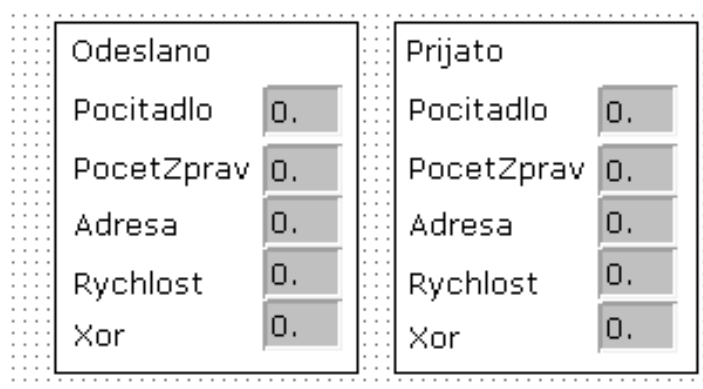 Odeslano
Pocitadlo 0.
PocetZprav 0.
Adresa 0.
Rychlost 0.
Xor 0.
Prijato
Pocitadlo 0.
PocetZprav 0.
Adresa 0.
Rychlost 0.
Xor 0.